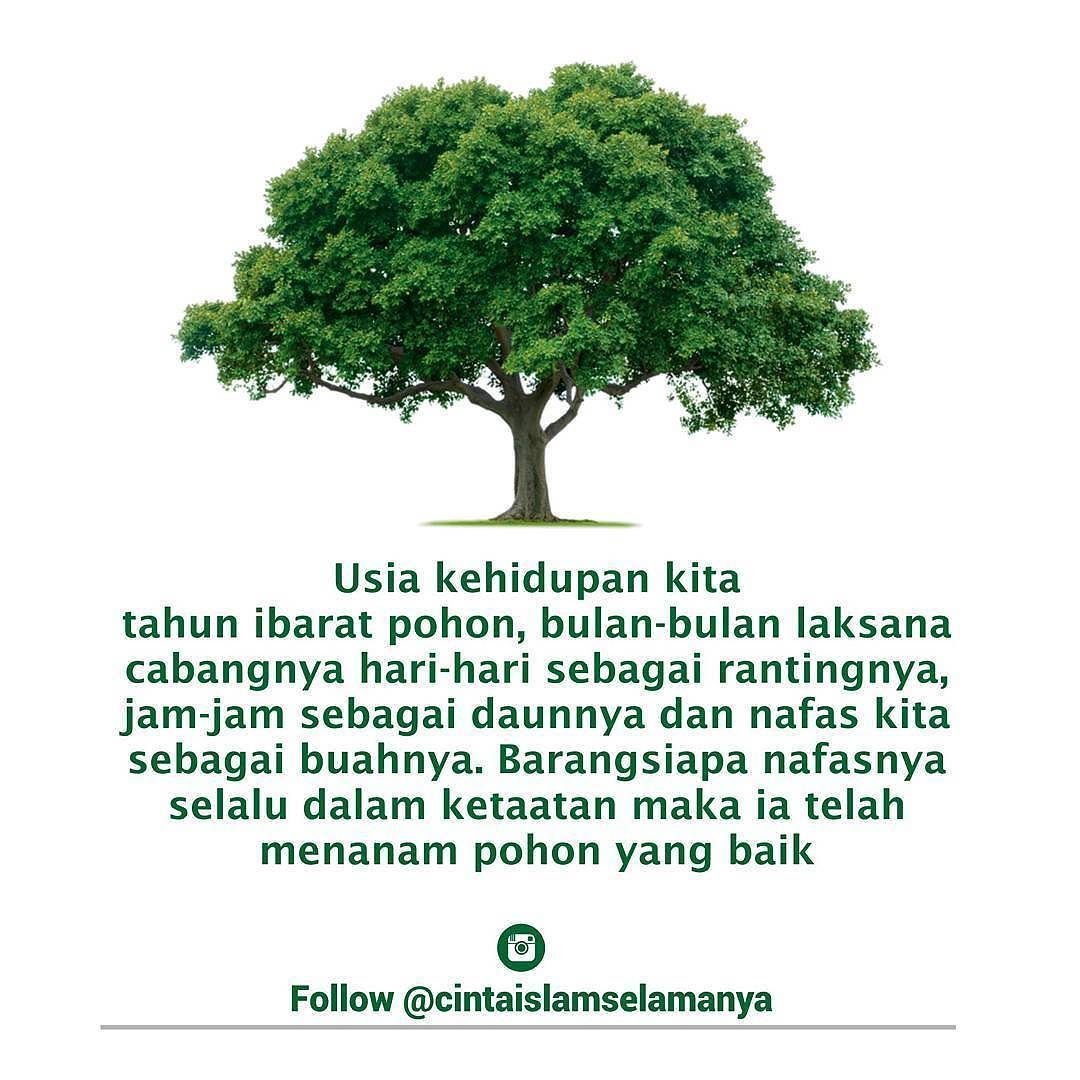 Usia kehidupan kita
tahun ibarat pohon, bulan-bulan laksana
cabangnya hari-hari sebagai rantingnya,
jam-jam sebagai daunnya dan nafas kita
sebagai buahnya. Barangsiapa nafasnya
selalu dalam ketaatan maka ia telah
menanam pohon yang baik
Follow @cintaislamselamanya